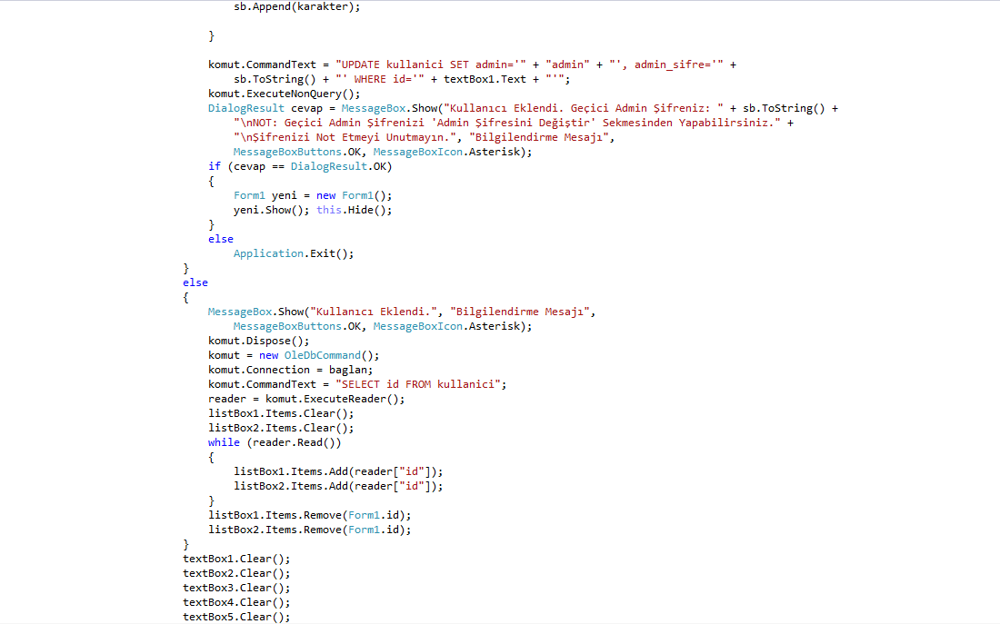 sb.Append(karakter);
}
komut.CommandText = "UPDATE kullanici SET admin='" + "admin" + "', admin_sifre='" +
sb.ToString() + "' WHERE id='" + textBox1.Text + "'";
komut.ExecuteNonQuery();
DialogResult cevap = MessageBox.Show("Kullanıcı Eklendi. Geçici Admin Şifreniz: " + sb.ToString() +
"\nNOT: Geçici Admin Şifrenizi 'Admin Şifresini Değiştir' Sekmesinden Yapabilirsiniz." +
"\nŞifrenizi Not Etmeyi Unutmayın.", "Bilgilendirme Mesajı",
MessageBoxButtons.OK, MessageBoxIcon.Asterisk);
if (cevap == DialogResult.OK)
{
Form1 yeni = new Form1();
yeni.Show(); this.Hide();
}
else
Application.Exit();
}
else
{
MessageBox.Show("Kullanıcı Eklendi.", "Bilgilendirme Mesajı",
MessageBoxButtons.OK, MessageBoxIcon.Asterisk);
komut.Dispose();
komut = new OleDbCommand();
komut.Connection = baglan;
komut.CommandText = "SELECT id FROM kullanici";
reader = komut.ExecuteReader();
listBox1.Items.Clear();
listBox2.Items.Clear();
while (reader.Read())
{
listBox1.Items.Add(reader["id"]);
listBox2.Items.Add(reader["id"]);
}
listBox1.Items.Remove(Form1.id);
listBox2.Items.Remove(Form1.id);
}
textBox1.Clear();
textBox2.Clear();
textBox3.Clear();
textBox4.Clear();
textBox5.Clear();